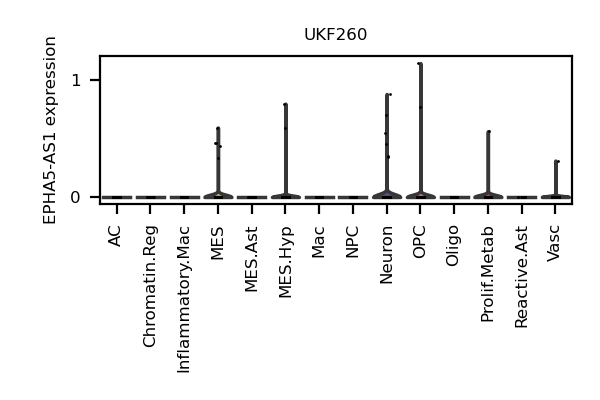 UKF260
EPHA5-AS1 expression
1
0
AC
Chromatin.Reg
Inflammatory.Mac
MES
MES.Ast
MES.Hyp
Mac
NPC
Neuron
OPC
Oligo
Prolif.Metab
Reactive.Ast
Vasc